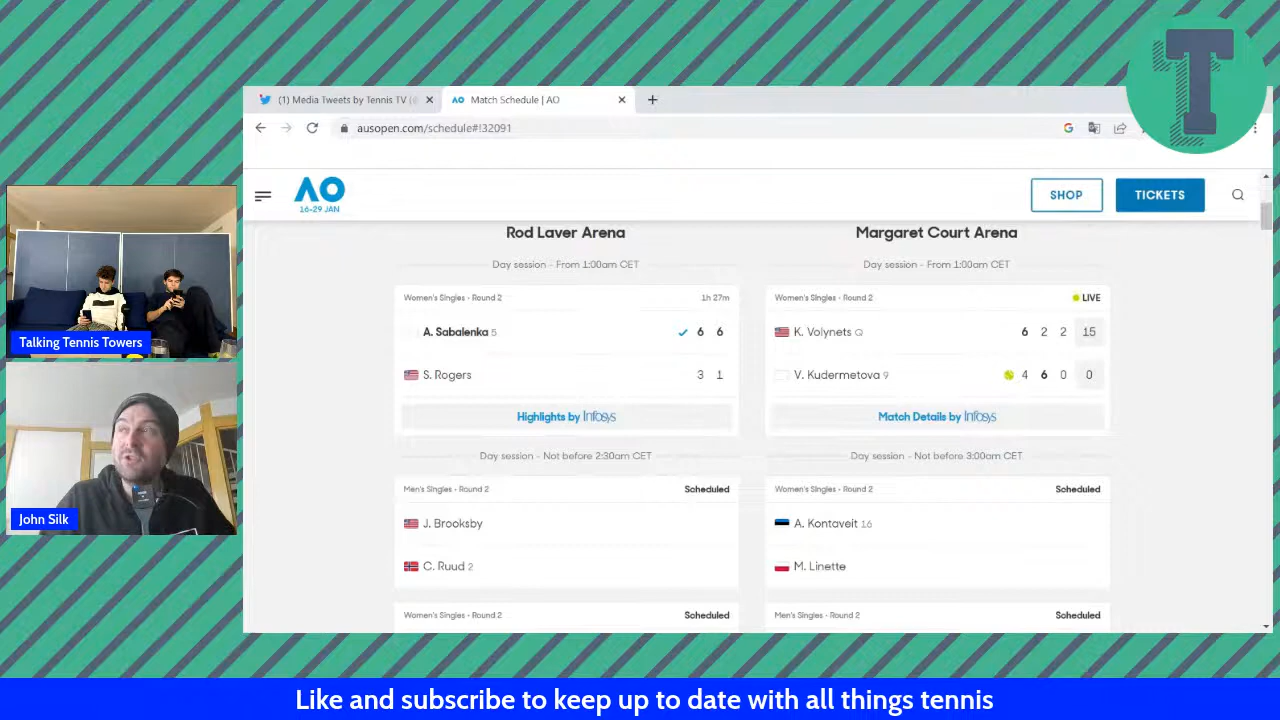 T
(1) Media Tweets by Tennis TV (
AO Match Schedule | AO
ausopen.com/schedule#!32091
AO
16-29 JAN
SHOP
TICKETS
Rod Laver Arena
Day session - From 1:00am CET
Women's Singles • Round 2
1h 27m
A. Sabalenka 5
6 6
S. Rogers
3 1
Highlights by Infosys
Day session - Not before 2:30am CET
Men's Singles • Round 2
Scheduled
J. Brooksby
C. Ruud 2
Women's Singles • Round 2
Scheduled
Margaret Court Arena
Day session - From 1:00am CET
Women's Singles • Round 2
LIVE
K. Volynets Q
6 2 2 15
V. Kudermetova 9
4 6 0 0
Match Details by Infosys
Day session - Not before 3:00am CET
Women's Singles • Round 2
Scheduled
A. Kontaveit 16
M. Linette
Men's Singles • Round 2
Scheduled
Talking Tennis Towers
John Silk
Like and subscribe to keep up to date with all things tennis